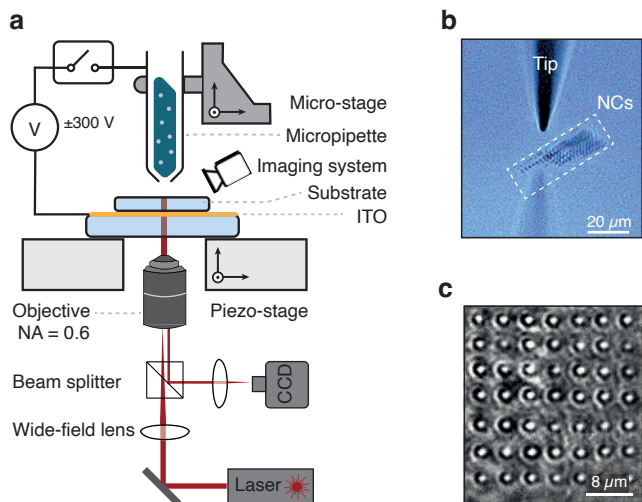 a
V
±300 V
Micro-stage
Micropipette
Imaging system
Substrate
ITO
Objective
NA = 0.6
Piezo-stage
Beam splitter
CCD
Wide-field lens
Laser
b
Tip
NCs
20 µm
c
8 µm